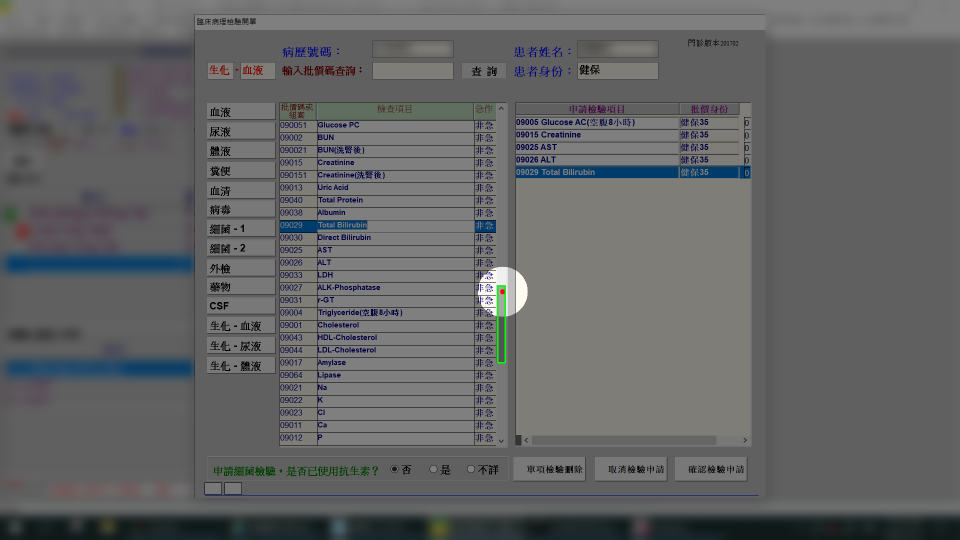 臨床病理檢驗開單
門診版本201702
病歷號碼：
患者姓名：
生化 - 血液
輸入批價碼查詢：
查 詢
患者身份：
健保
血液
尿液
體液
糞便
血清
病毒
細菌 - 1
細菌 - 2
外檢
藥物
CSF
生化 - 血液
生化 - 尿液
生化 - 體液
批價碼或組套 檢查項目 急作
090051 Glucose PC 非急
09002 BUN 非急
090021 BUN(洗腎後) 非急
09015 Creatinine 非急
090151 Creatinine(洗腎後) 非急
09013 Uric Acid 非急
09040 Total Protein 非急
09038 Albumin 非急
09029 Total Bilirubin 非急
09030 Direct Bilirubin 非急
09025 AST 非急
09026 ALT 非急
09033 LDH 非急
09027 ALK-Phosphatase 非急
09031 r-GT 非急
09004 Triglyceride(空腹8小時) 非急
09001 Cholesterol 非急
09043 HDL-Cholesterol 非急
09044 LDL-Cholesterol 非急
09017 Amylase 非急
09064 Lipase 非急
09021 Na 非急
09022 K 非急
09023 Cl 非急
09011 Ca 非急
09012 P 非急
申請檢驗項目 批價身份
09005 Glucose AC(空腹8小時) 健保35 0
09015 Creatinine 健保35 0
09025 AST 健保35 0
09026 ALT 健保35 0
09029 Total Bilirubin 健保35 0
申請細菌檢驗，是否已使用抗生素？ 否 是 不詳
單項檢驗刪除
取消檢驗申請
確認檢驗申請